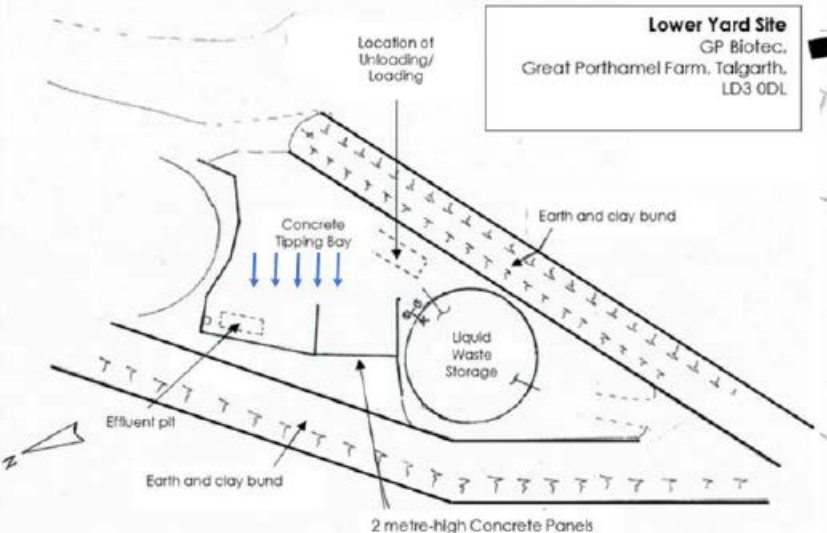 Lower Yard Site
GP Biotec,
Great Porthamel Farm, Talgarth,
LD3 0DL
Location of
Unloading/
Loading
Earth and clay bund
Concrete
Tipping Bay
Liquid
Waste
Storage
Effluent pit
N
Earth and clay bund
2 metre-high Concrete Panels